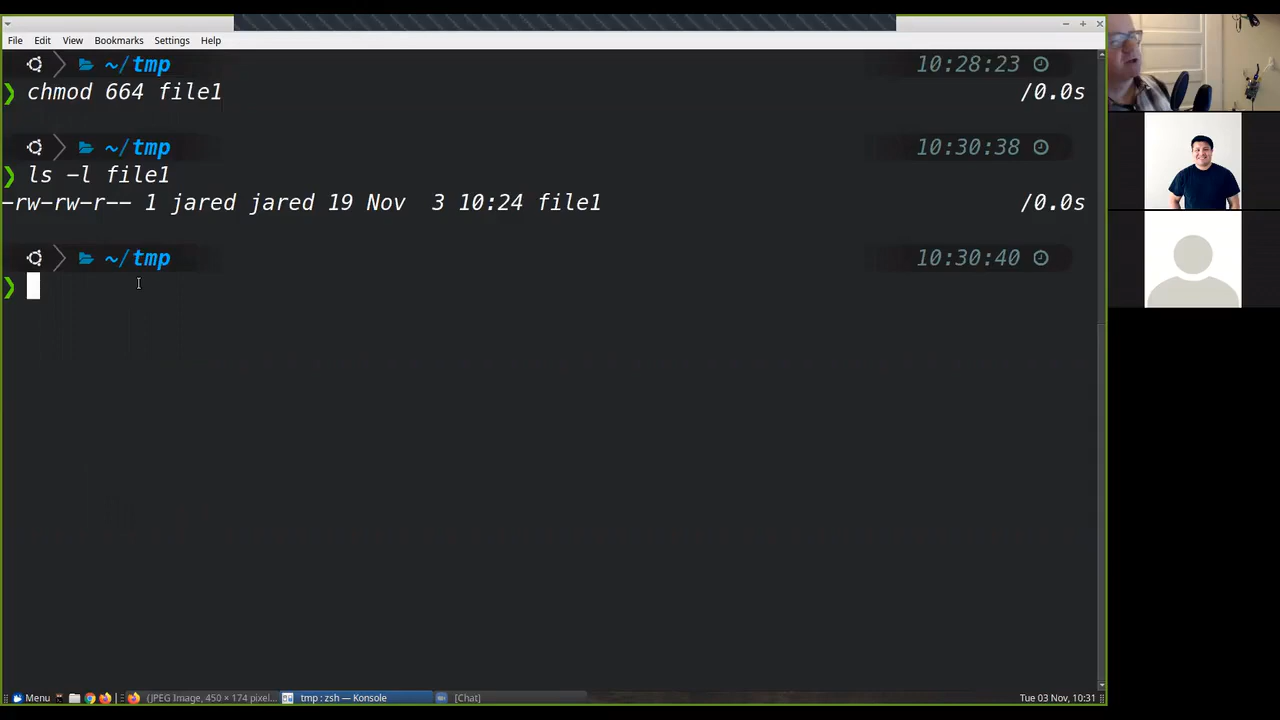 File Edit View Bookmarks Settings Help
~/tmp 10:28:23
❯ chmod 664 file1 /0.0s
~/tmp 10:30:38
❯ ls -l file1
-rw-rw-r-- 1 jared jared 19 Nov  3 10:24 file1 /0.0s
~/tmp 10:30:40
❯
Menu (JPEG Image, 450 × 174 pixel... tmp : zsh — Konsole [Chat] Tue 03 Nov, 10:31